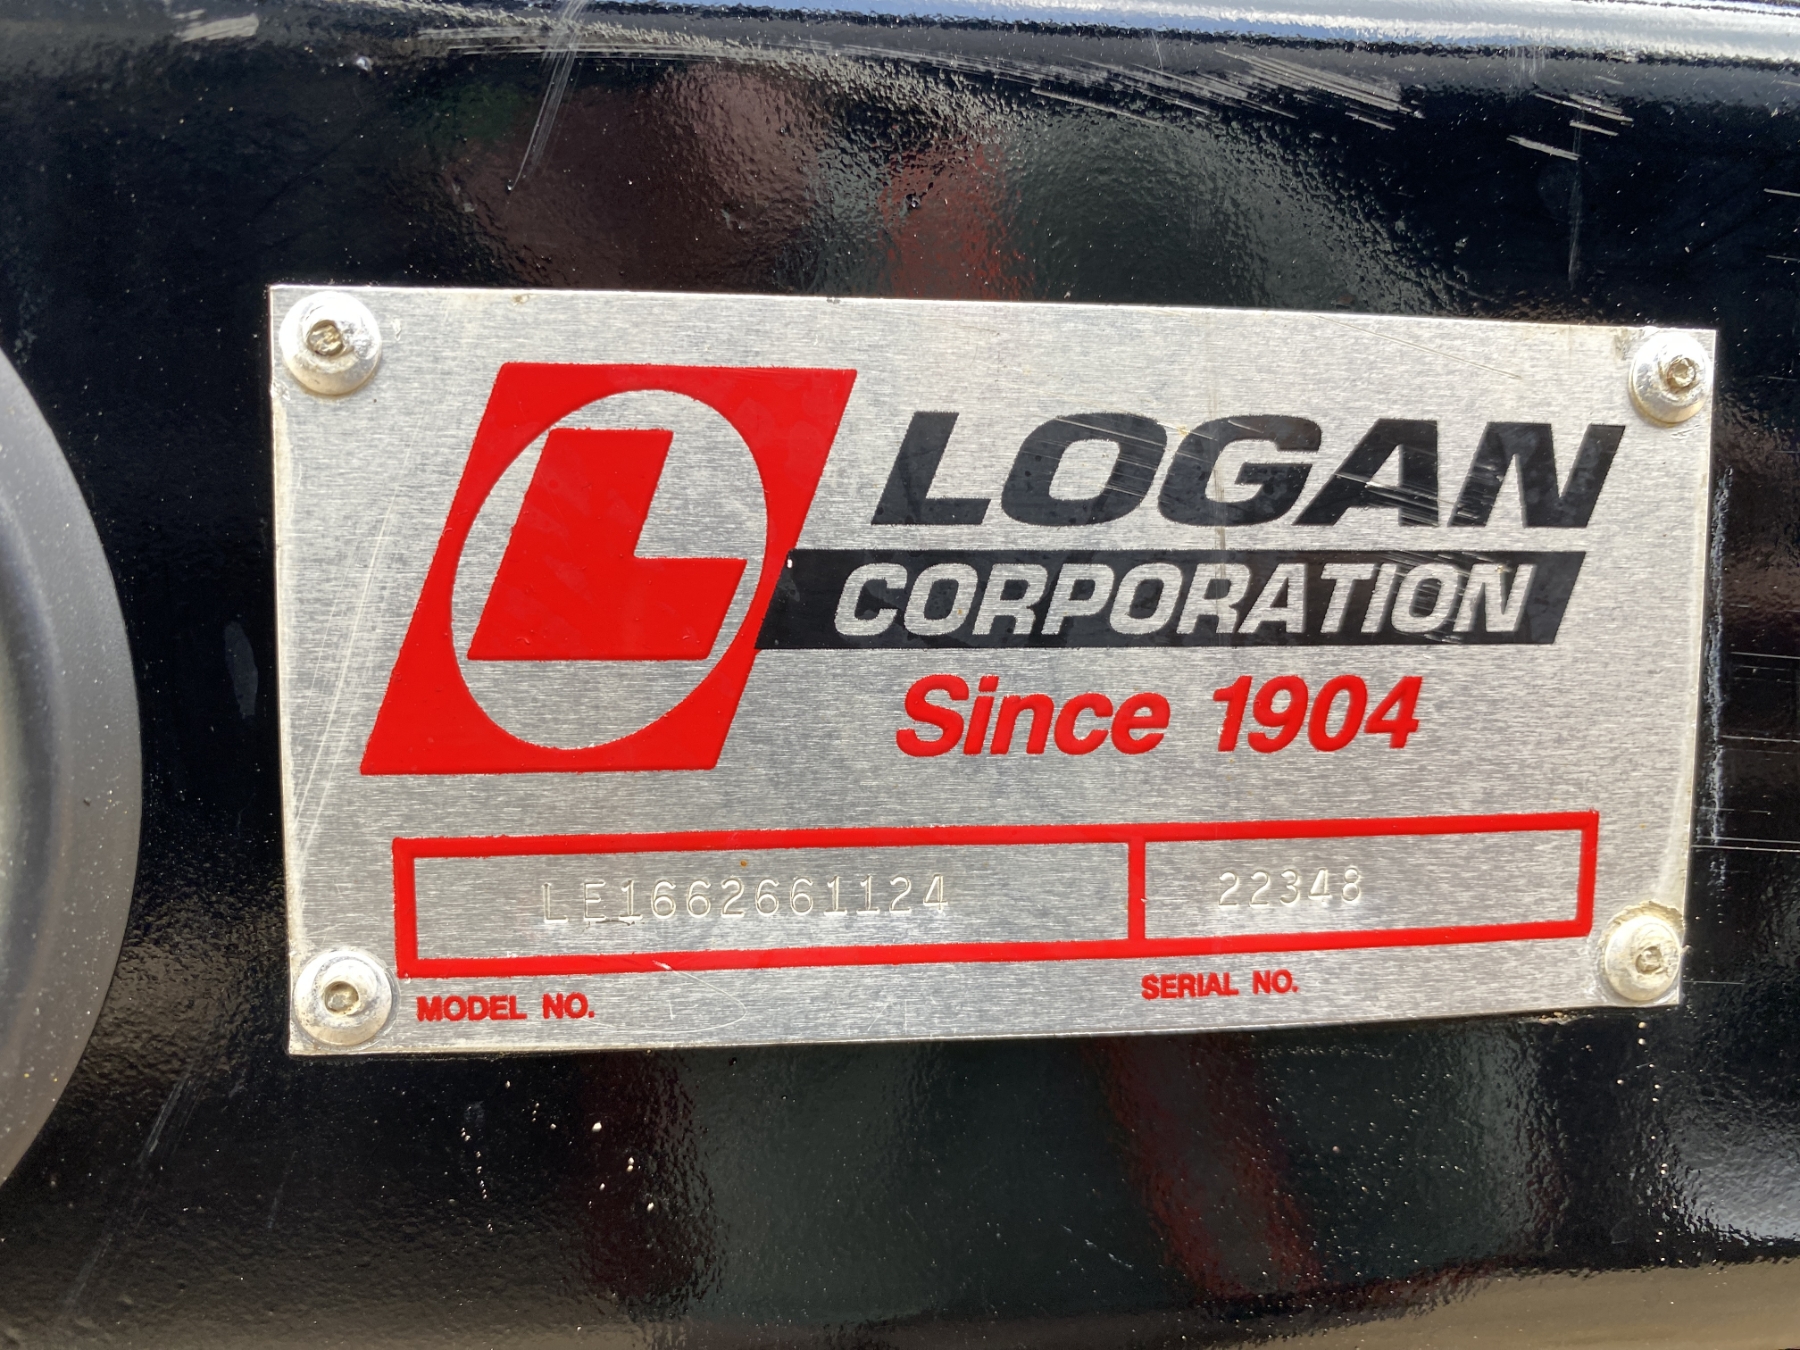 L
LOGAN
CORPORATION
Since 1904
LE1662661124 22348
MODEL NO. SERIAL NO.